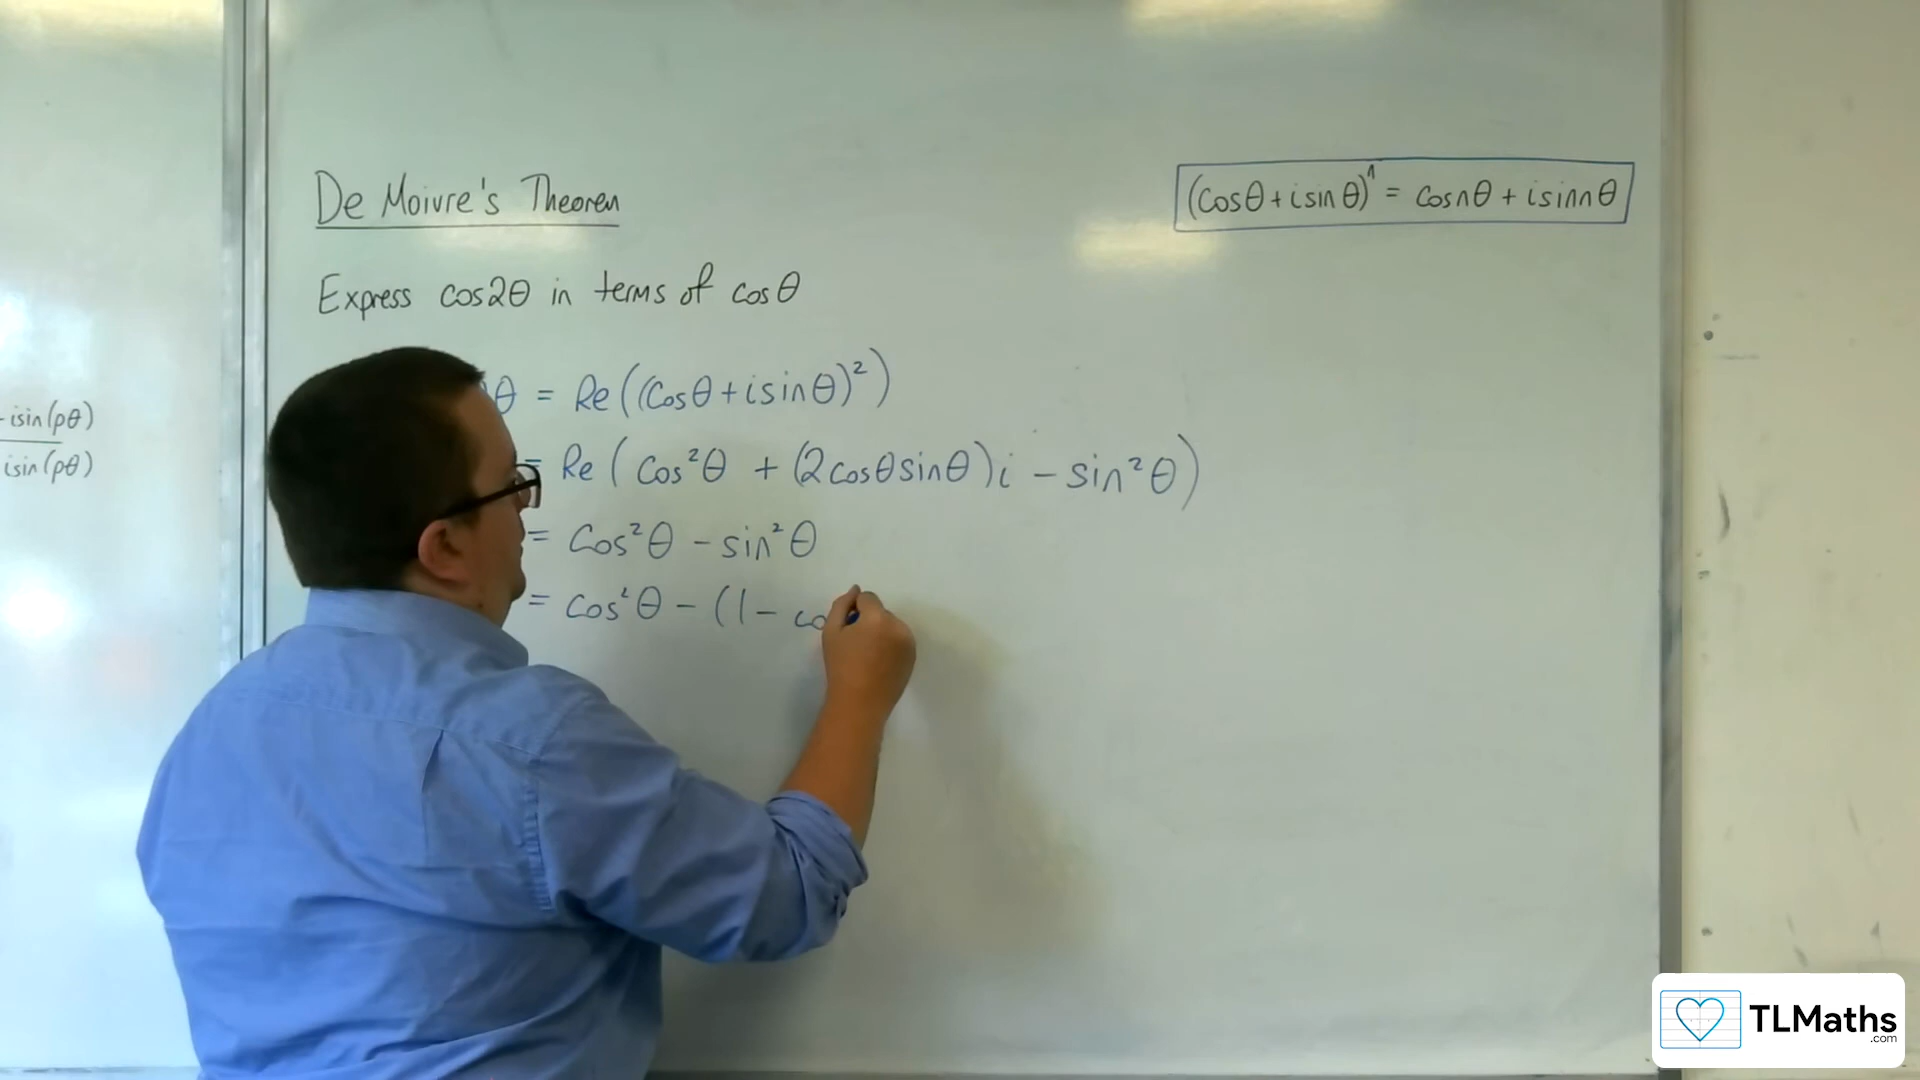 De Moivre's Theorem
(cosθ + isinθ)ⁿ = cosnθ + isinnθ
Express cos2θ in terms of cosθ
θ = Re((cosθ + isinθ)²)
- isin(pθ)
isin(pθ)
= Re(cos²θ + (2cosθsinθ)i - sin²θ)
= cos²θ - sin²θ
= cos²θ - (1 - co
TLMaths
.com